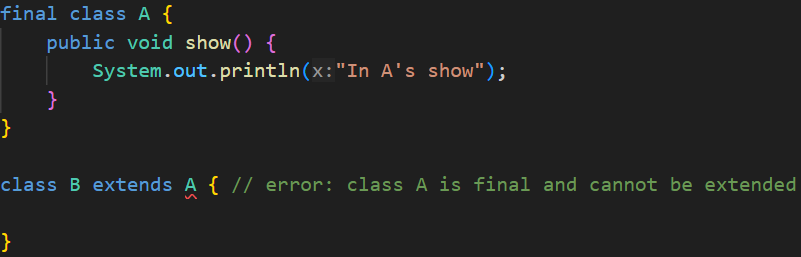 final class A {
    public void show() {
        System.out.println(x:"In A's show");
    }
}
class B extends A { // error: class A is final and cannot be extended
}